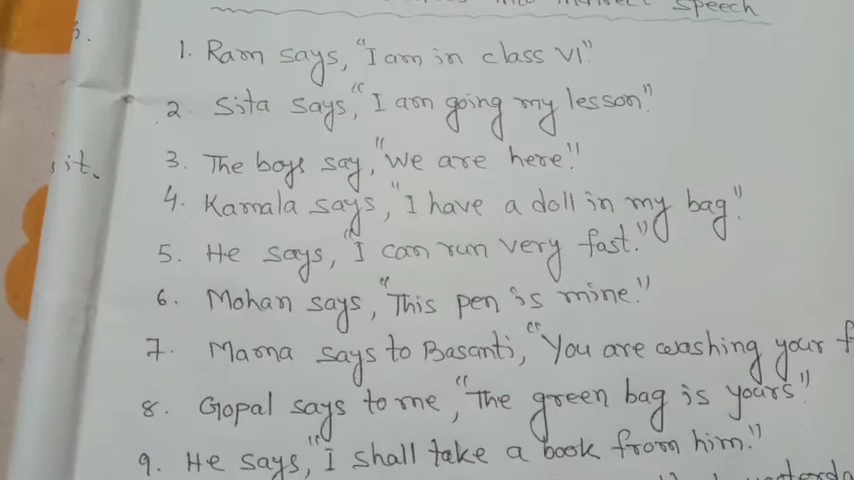 into indirect speech
1. Ram says, "I am in class VI"
2. Sita says, "I am going my lesson"
it.
3. The boys say, "We are here!"
4. Kamala says, "I have a doll in my bag".
5. He says, "I can run very fast."
6. Mohan says, "This pen is mine."
7. Mama says to Basanti, "You are washing your
8. Gopal says to me, "The green bag is yours"
9. He says, "I shall take a book from him."